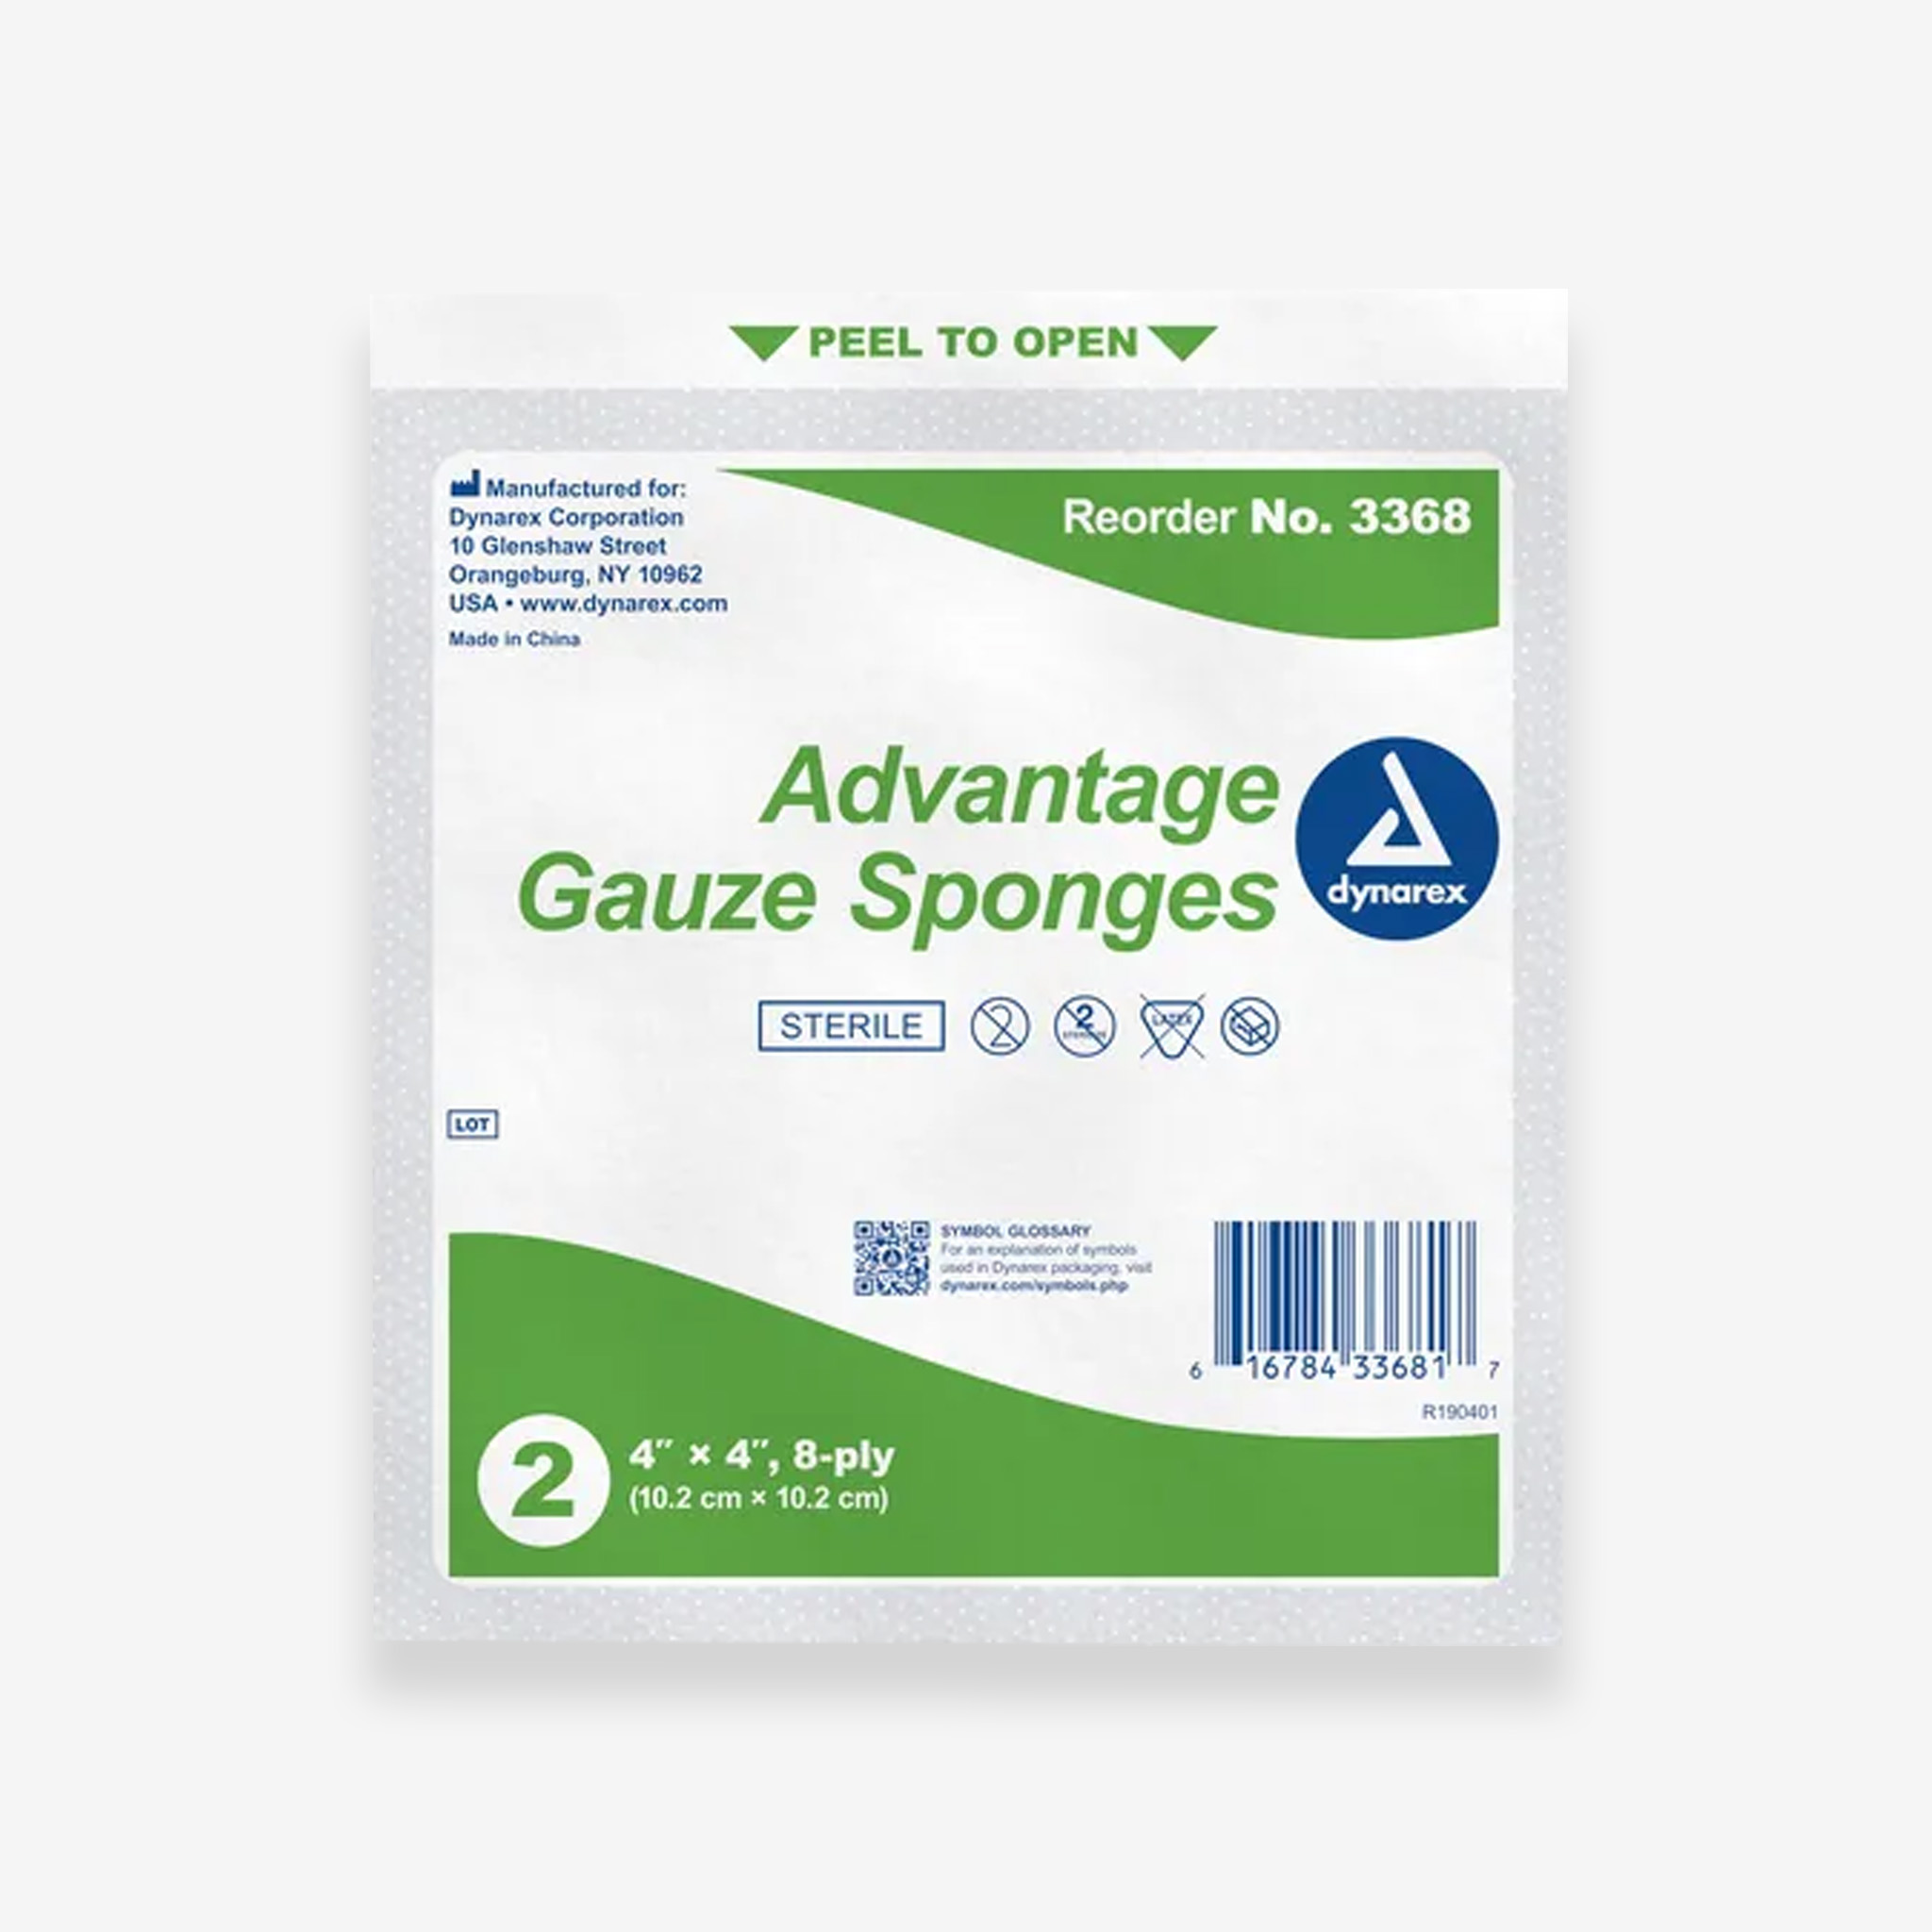 PEEL TO OPEN
Manufactured for:
Dynarex Corporation
10 Glenshaw Street
Orangeburg, NY 10962
USA • www.dynarex.com
Made in China
Reorder No. 3368
Advantage
Gauze Sponges
dynarex
STERILE
2
2
LATEX
LOT
SYMBOL GLOSSARY
For an explanation of symbols
used in Dynarex packaging, visit
dynarex.com/symbols.php
6 16784 33681 7
R190401
2
4″ × 4″, 8-ply
(10.2 cm × 10.2 cm)